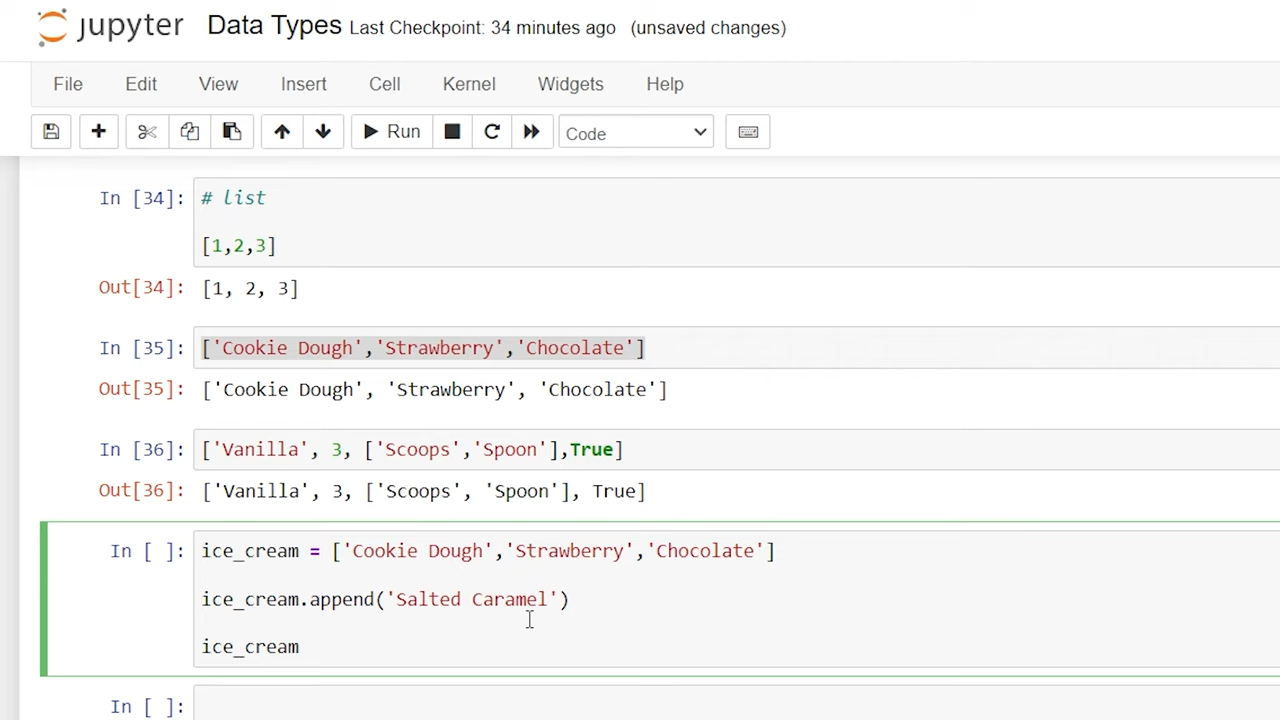 jupyter Data Types Last Checkpoint: 34 minutes ago (unsaved changes)
File Edit View Insert Cell Kernel Widgets Help
Run Code
In [34]: # list
[1,2,3]
Out[34]: [1, 2, 3]
In [35]: ['Cookie Dough','Strawberry','Chocolate']
Out[35]: ['Cookie Dough', 'Strawberry', 'Chocolate']
In [36]: ['Vanilla', 3, ['Scoops','Spoon'],True]
Out[36]: ['Vanilla', 3, ['Scoops', 'Spoon'], True]
In [ ]: ice_cream = ['Cookie Dough','Strawberry','Chocolate']
ice_cream.append('Salted Caramel')
ice_cream
In [ ]: